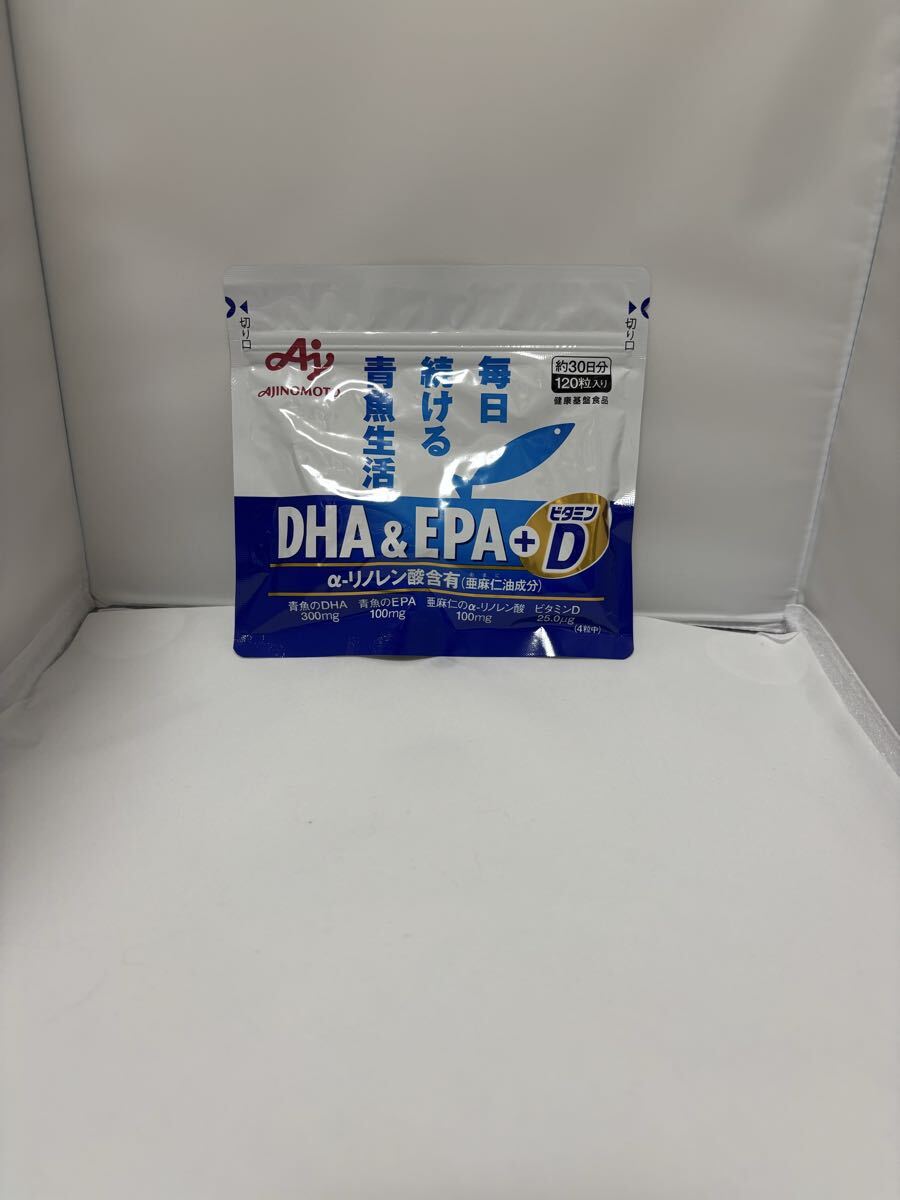 切り口
切り口
Aj
AJINOMOTO
毎日
続ける
青魚生活
約30日分
120粒入り
健康基盤食品
DHA & EPA +
ビタミン
D
α-リノレン酸含有(亜麻仁油成分)
青魚のDHA 青魚のEPA 亜麻仁のα-リノレン酸 ビタミンD
300mg 100mg 100mg 25.0μg
(4粒中)